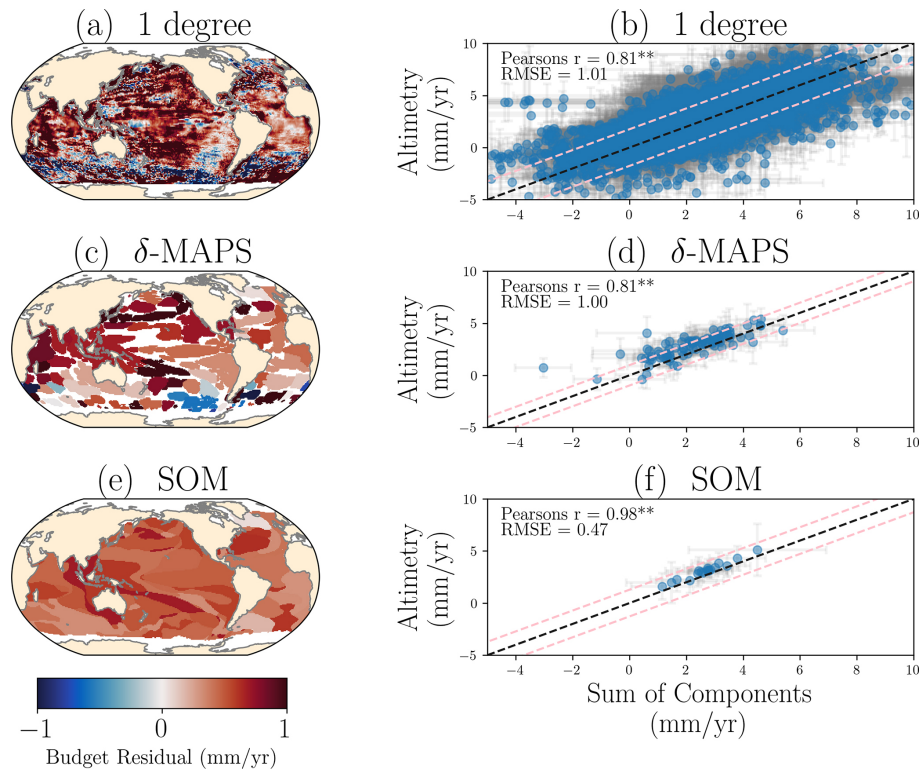 (a) 1 degree
(b) 1 degree
Pearsons r = 0.81**
RMSE = 1.01
Altimetry
(mm/yr)
10
5
0
−5
−4 −2 0 2 4 6 8 10
(c) δ-MAPS
(d) δ-MAPS
Pearsons r = 0.81**
RMSE = 1.00
Altimetry
(mm/yr)
10
5
0
−5
−4 −2 0 2 4 6 8 10
(e) SOM
(f) SOM
Pearsons r = 0.98**
RMSE = 0.47
Altimetry
(mm/yr)
10
5
0
−5
−4 −2 0 2 4 6 8 10
Sum of Components
(mm/yr)
−1 0 1
Budget Residual (mm/yr)